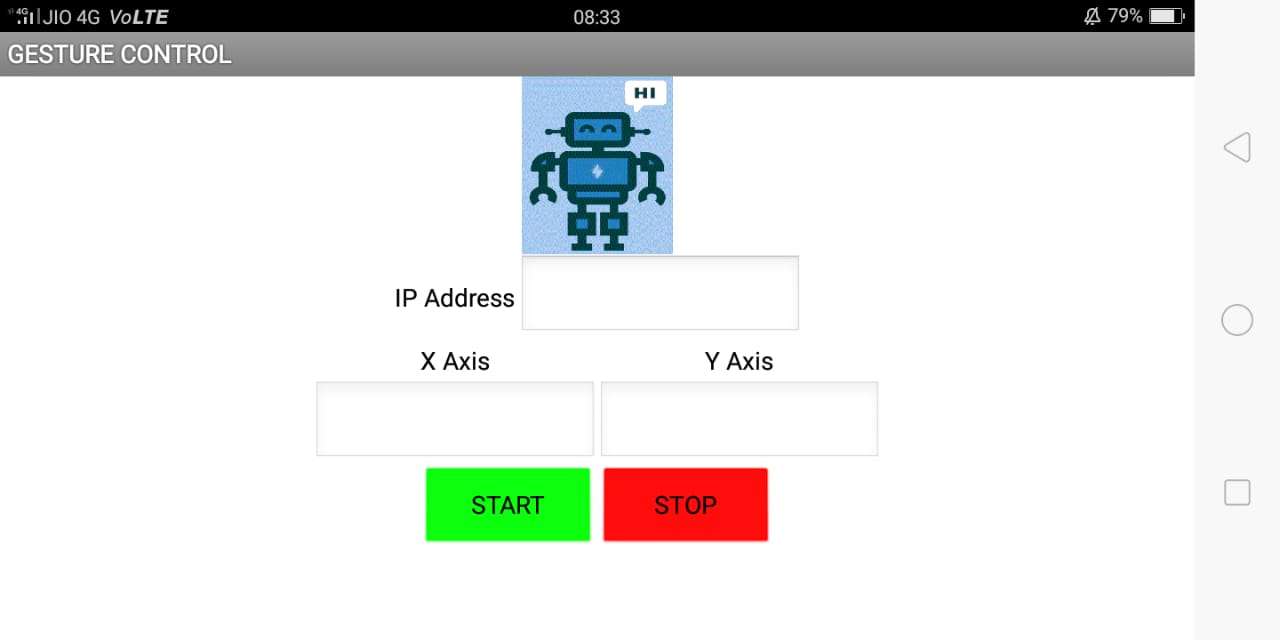 4G JIO 4G VoLTE 08:33 79%
GESTURE CONTROL
HI
IP Address
X Axis Y Axis
START STOP